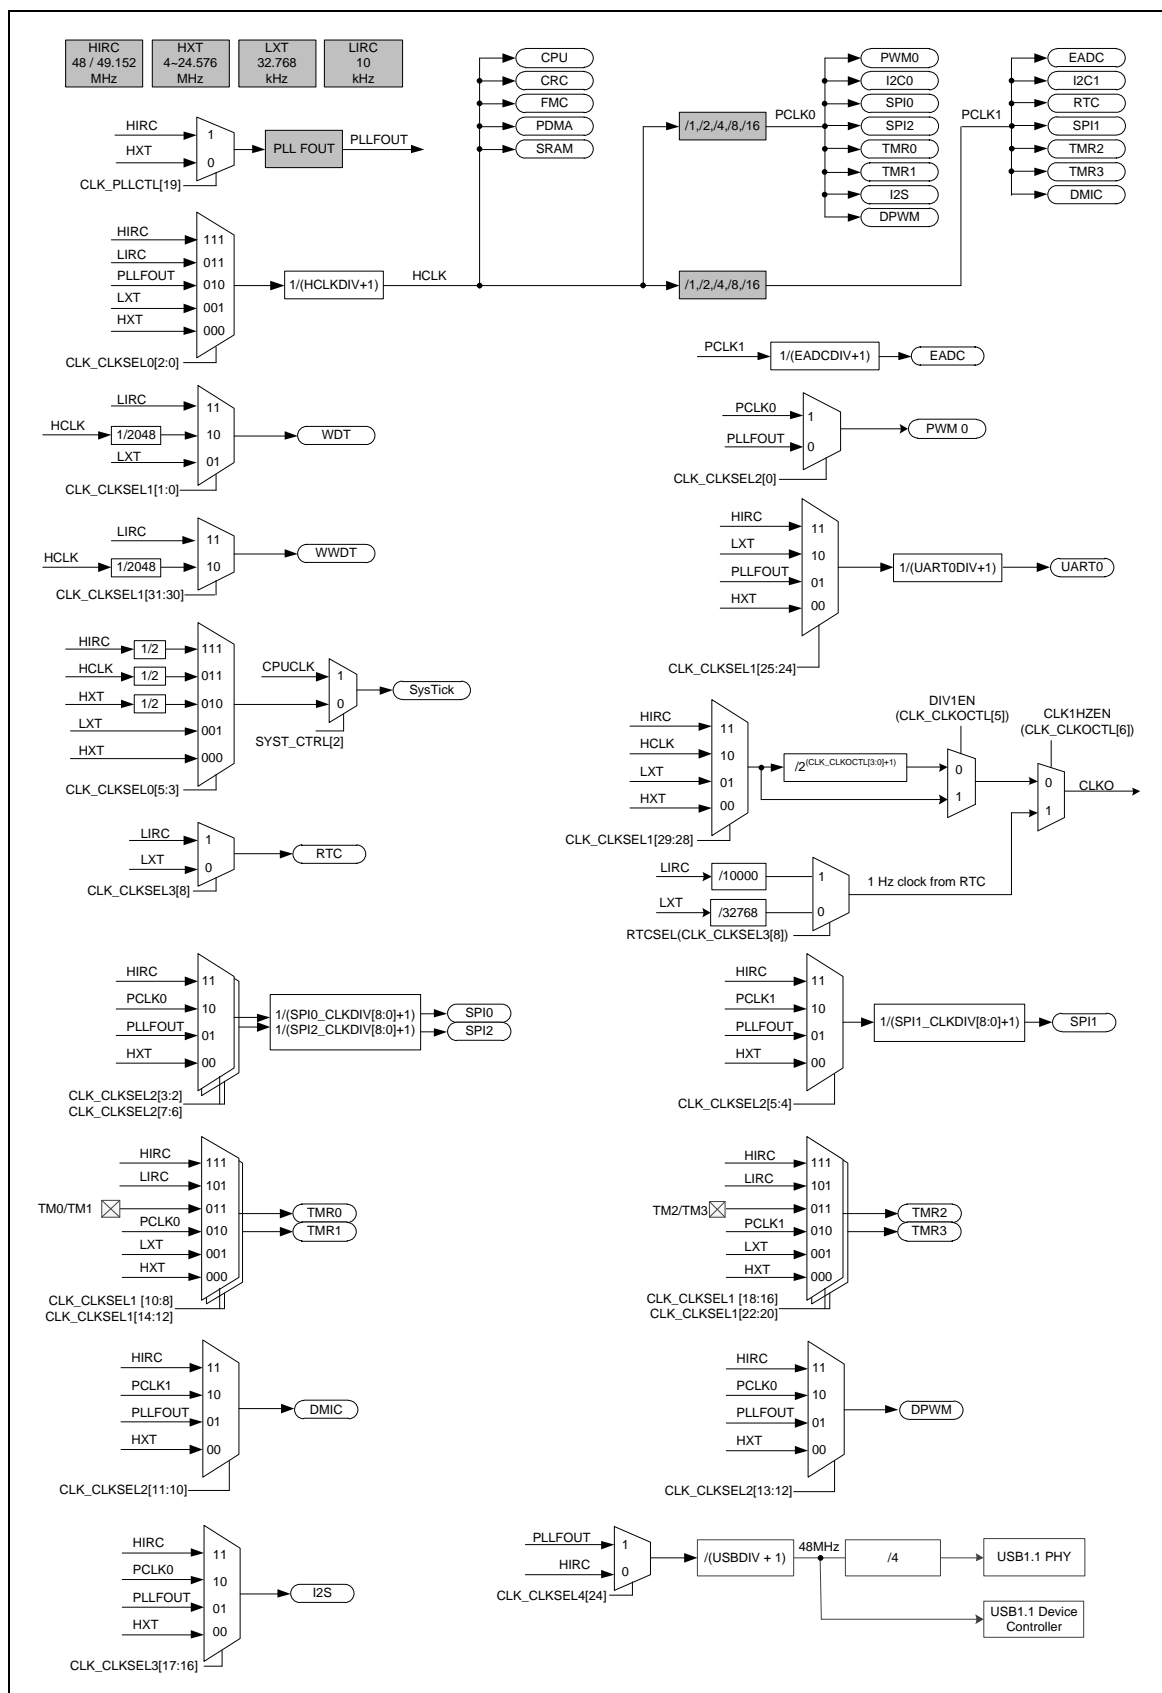 HIRC
48 / 49.152
MHz
HXT
4~24.576
MHz
LXT
32.768
kHz
LIRC
10
kHz
HIRC
HXT
1
0
CLK_PLLCTL[19]
PLL FOUT
PLLFOUT
CPU
CRC
FMC
PDMA
SRAM
/1,/2,/4,/8,/16
PCLK0
PWM0
I2C0
SPI0
SPI2
TMR0
TMR1
I2S
DPWM
PCLK1
EADC
I2C1
RTC
SPI1
TMR2
TMR3
DMIC
HIRC
LIRC
PLLFOUT
LXT
HXT
111
011
010
001
000
CLK_CLKSEL0[2:0]
1/(HCLKDIV+1)
HCLK
/1,/2,/4,/8,/16
PCLK1
1/(EADCDIV+1)
EADC
LIRC
HCLK
1/2048
LXT
11
10
01
CLK_CLKSEL1[1:0]
WDT
PCLK0
PLLFOUT
1
0
CLK_CLKSEL2[0]
PWM 0
LIRC
HCLK
1/2048
11
10
CLK_CLKSEL1[31:30]
WWDT
HIRC
LXT
PLLFOUT
HXT
11
10
01
00
CLK_CLKSEL1[25:24]
1/(UART0DIV+1)
UART0
HIRC
1/2
HCLK
1/2
HXT
1/2
LXT
HXT
111
011
010
001
000
CLK_CLKSEL0[5:3]
CPUCLK
1
0
SYST_CTRL[2]
SysTick
HIRC
HCLK
LXT
HXT
11
10
01
00
CLK_CLKSEL1[29:28]
/2(CLK_CLKOCTL[3:0]+1)
DIV1EN
(CLK_CLKOCTL[5])
0
1
CLK1HZEN
(CLK_CLKOCTL[6])
0
1
CLKO
LIRC
LXT
1
0
CLK_CLKSEL3[8]
RTC
LIRC
/10000
LXT
/32768
1
0
RTCSEL(CLK_CLKSEL3[8])
1 Hz clock from RTC
HIRC
PCLK0
PLLFOUT
HXT
11
10
01
00
CLK_CLKSEL2[3:2]
CLK_CLKSEL2[7:6]
1/(SPI0_CLKDIV[8:0]+1)
1/(SPI2_CLKDIV[8:0]+1)
SPI0
SPI2
HIRC
PCLK1
PLLFOUT
HXT
11
10
01
00
CLK_CLKSEL2[5:4]
1/(SPI1_CLKDIV[8:0]+1)
SPI1
HIRC
LIRC
TM0/TM1
PCLK0
LXT
HXT
111
101
011
010
001
000
CLK_CLKSEL1 [10:8]
CLK_CLKSEL1[14:12]
TMR0
TMR1
HIRC
LIRC
TM2/TM3
PCLK1
LXT
HXT
111
101
011
010
001
000
CLK_CLKSEL1 [18:16]
CLK_CLKSEL1[22:20]
TMR2
TMR3
HIRC
PCLK1
PLLFOUT
HXT
11
10
01
00
CLK_CLKSEL2[11:10]
DMIC
HIRC
PCLK0
PLLFOUT
HXT
11
10
01
00
CLK_CLKSEL2[13:12]
DPWM
HIRC
PCLK0
PLLFOUT
HXT
11
10
01
00
CLK_CLKSEL3[17:16]
I2S
PLLFOUT
HIRC
1
0
CLK_CLKSEL4[24]
/(USBDIV + 1)
48MHz
/4
USB1.1 PHY
USB1.1 Device
Controller